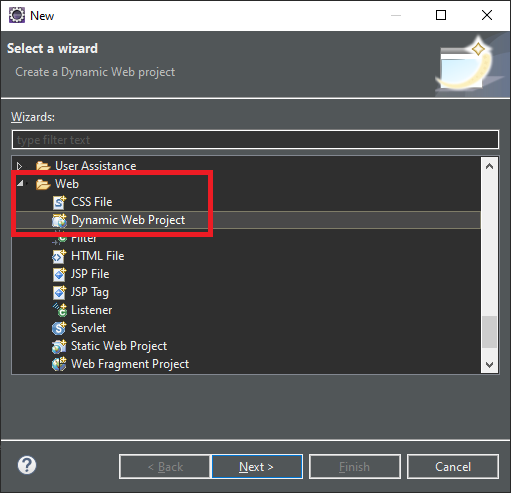 New
Select a wizard
Create a Dynamic Web project
Wizards:
type filter text
User Assistance
Web
CSS File
Dynamic Web Project
Filter
HTML File
JSP File
JSP Tag
Listener
Servlet
Static Web Project
Web Fragment Project
? < Back Next > Finish Cancel